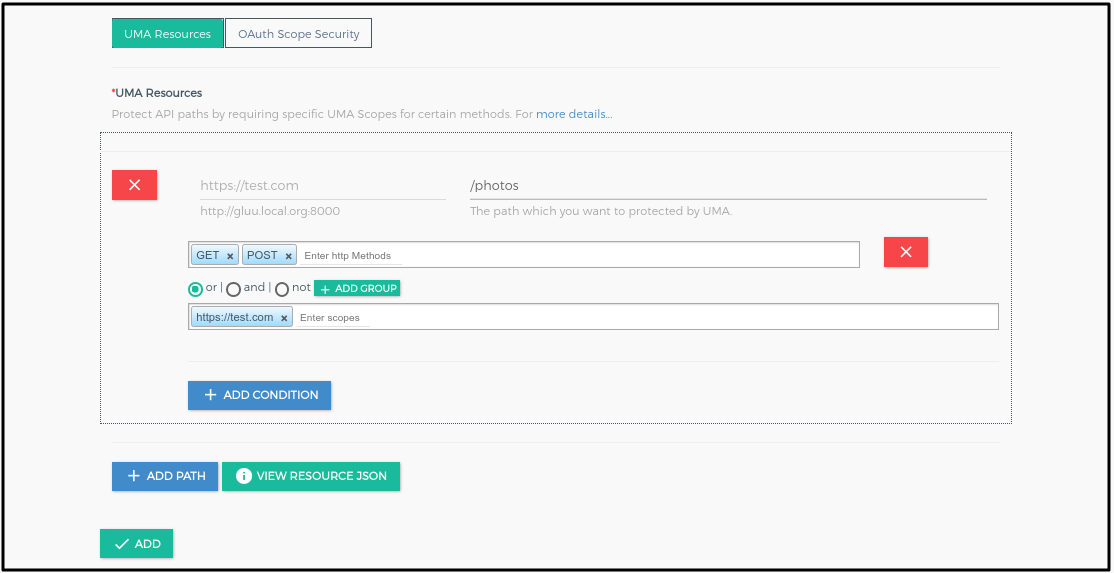 UMA Resources OAuth Scope Security
*UMA Resources
Protect API paths by requiring specific UMA Scopes for certain methods. For more details...
https://test.com /photos
http://gluu.local.org:8000 The path which you want to protected by UMA.
GET × POST × Enter http Methods
or | and | not + ADD GROUP
https://test.com × Enter scopes
+ ADD CONDITION
+ ADD PATH VIEW RESOURCE JSON
ADD